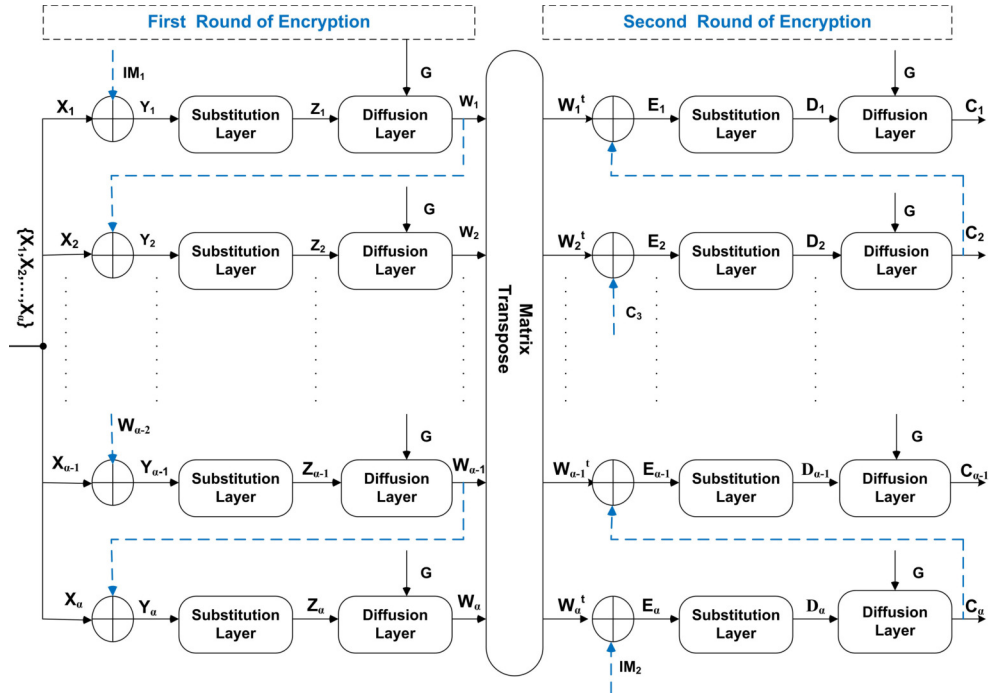 First Round of Encryption
Second Round of Encryption
IM₁
G
G
X₁
Y₁
Substitution
Layer
Z₁
Diffusion
Layer
W₁
W₁ᵗ
E₁
Substitution
Layer
D₁
Diffusion
Layer
C₁
G
G
X₂
Y₂
Substitution
Layer
Z₂
Diffusion
Layer
W₂
W₂ᵗ
E₂
Substitution
Layer
D₂
Diffusion
Layer
C₂
{X₁,X₂,...,Xα}
Matrix
Transpose
C₃
Wα-2
G
G
Xα-1
Yα-1
Substitution
Layer
Zα-1
Diffusion
Layer
Wα-1
Wα-1ᵗ
Eα-1
Substitution
Layer
Dα-1
Diffusion
Layer
Cα-1
G
G
Xα
Yα
Substitution
Layer
Zα
Diffusion
Layer
Wα
Wαᵗ
Eα
Substitution
Layer
Dα
Diffusion
Layer
Cα
IM₂